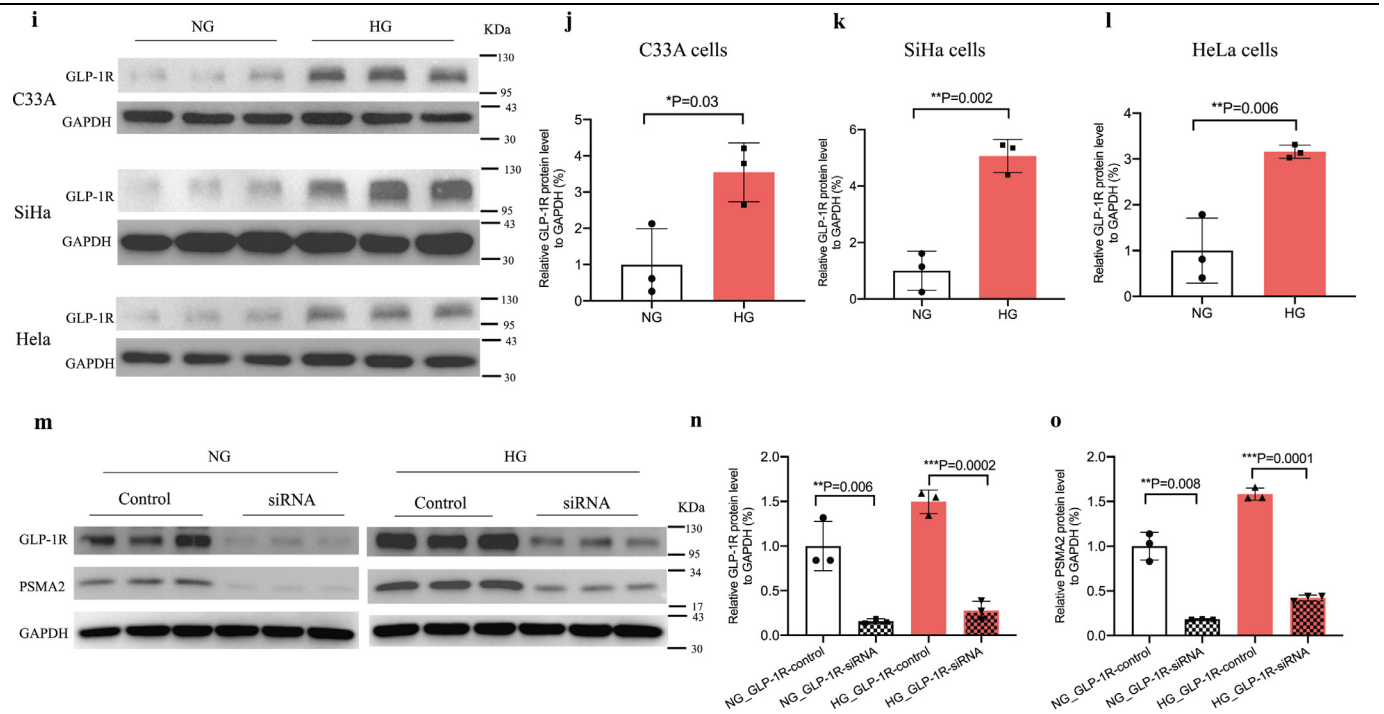 i
NG
HG
KDa
C33A
GLP-1R
130
95
GAPDH
43
30
SiHa
GLP-1R
130
95
GAPDH
43
30
Hela
GLP-1R
130
95
GAPDH
43
30
j
C33A cells
*P=0.03
Relative GLP-1R protein level
to GAPDH (%)
5
4
3
2
1
0
NG
HG
k
SiHa cells
**P=0.002
Relative GLP-1R protein level
to GAPDH (%)
6
4
2
0
NG
HG
l
HeLa cells
**P=0.006
Relative GLP-1R protein level
to GAPDH (%)
4
3
2
1
0
NG
HG
m
NG
HG
Control
siRNA
Control
siRNA
KDa
GLP-1R
130
95
PSMA2
34
17
GAPDH
43
30
n
**P=0.006
***P=0.0002
Relative GLP-1R protein level
to GAPDH (%)
2.0
1.5
1.0
0.5
0.0
NG_GLP-1R-control
NG_GLP-1R-siRNA
HG_GLP-1R-control
HG_GLP-1R-siRNA
o
**P=0.008
***P=0.0001
Relative PSMA2 protein level
to GAPDH (%)
2.0
1.5
1.0
0.5
0.0
NG_GLP-1R-control
NG_GLP-1R-siRNA
HG_GLP-1R-control
HG_GLP-1R-siRNA